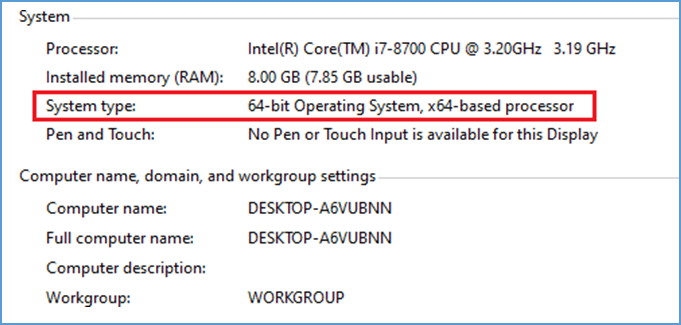 System
Processor: Intel(R) Core(TM) i7-8700 CPU @ 3.20GHz 3.19 GHz
Installed memory (RAM): 8.00 GB (7.85 GB usable)
System type: 64-bit Operating System, x64-based processor
Pen and Touch: No Pen or Touch Input is available for this Display
Computer name, domain, and workgroup settings
Computer name: DESKTOP-A6VUBNN
Full computer name: DESKTOP-A6VUBNN
Computer description:
Workgroup: WORKGROUP